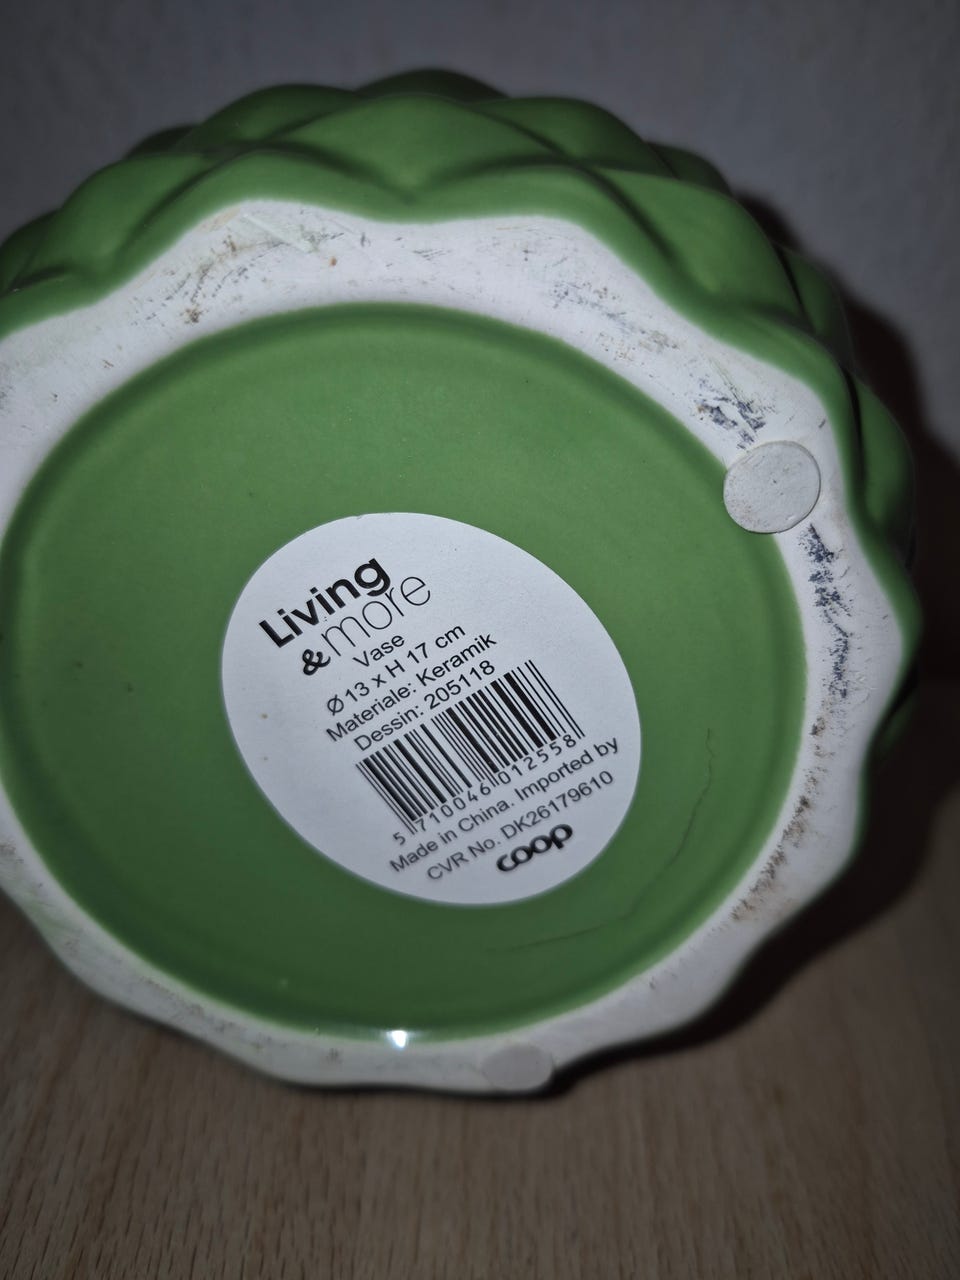 Living
& more
Vase
Ø 13 x H 17 cm
Materiale: Keramik
Dessin: 205118
5 710046 012558
Made in China. Imported by
CVR No. DK26179610
coop